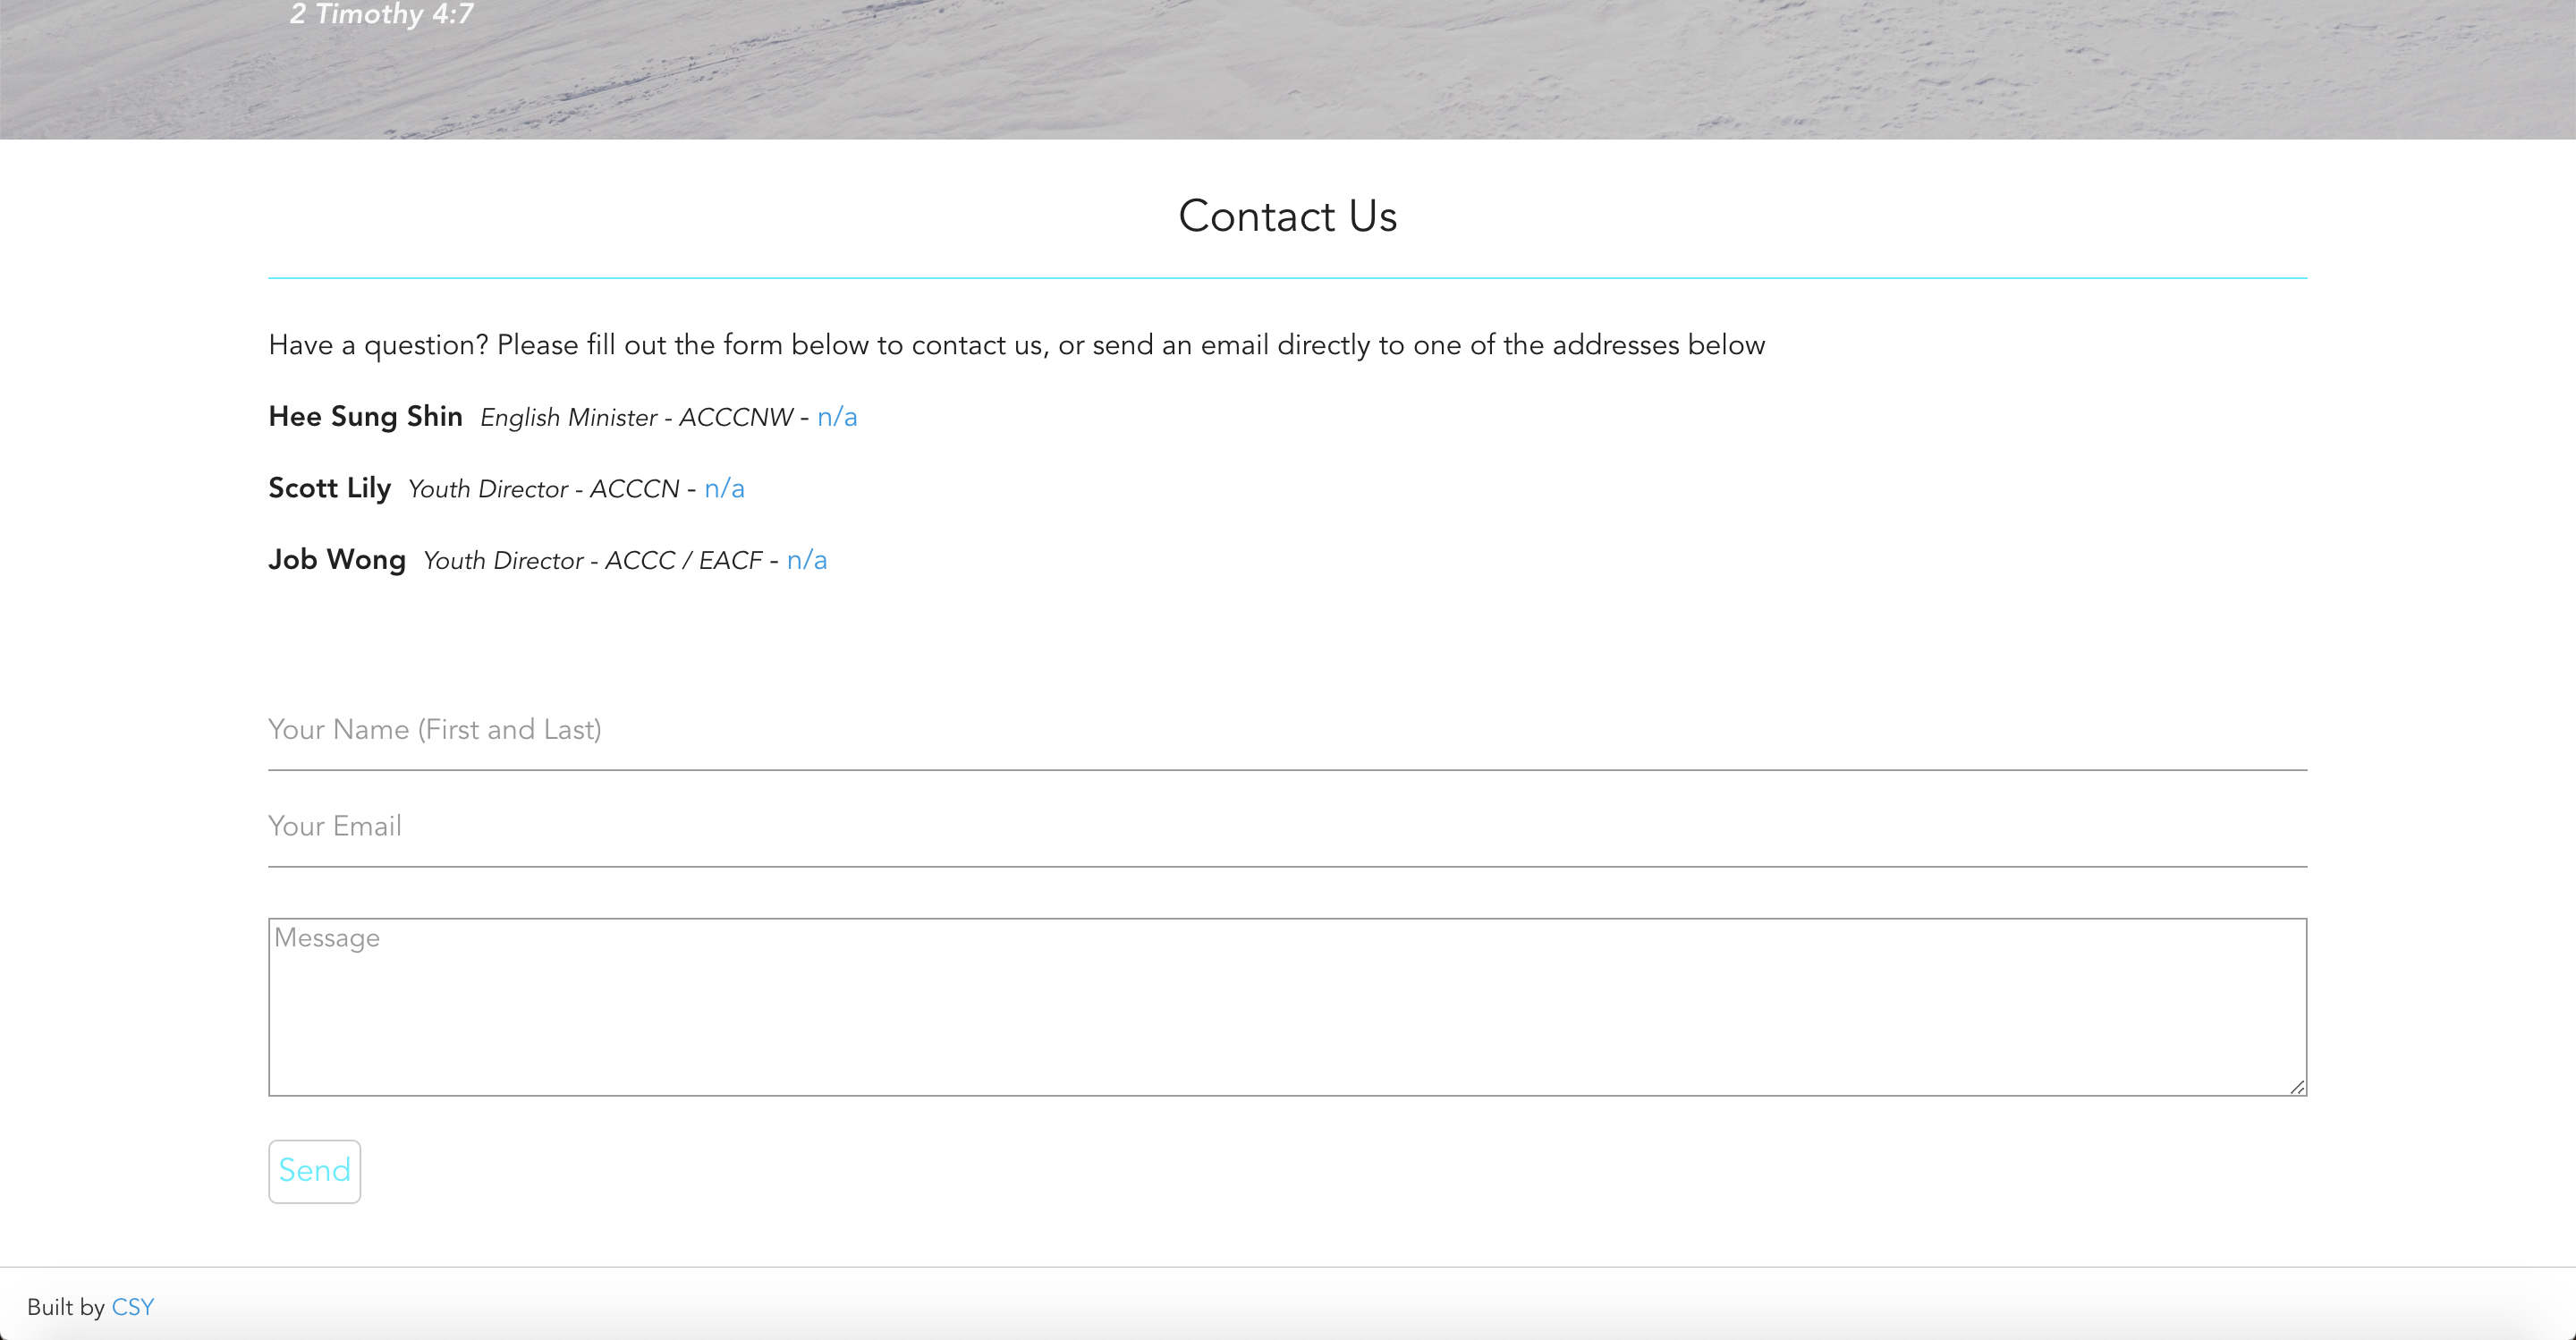 2 Timothy 4:7
Contact Us
Have a question? Please fill out the form below to contact us, or send an email directly to one of the addresses below
Hee Sung Shin English Minister - ACCCNW - n/a
Scott Lily Youth Director - ACCCN - n/a
Job Wong Youth Director - ACCC / EACF - n/a
Your Name (First and Last)
Your Email
Message
Send
Built by CSY